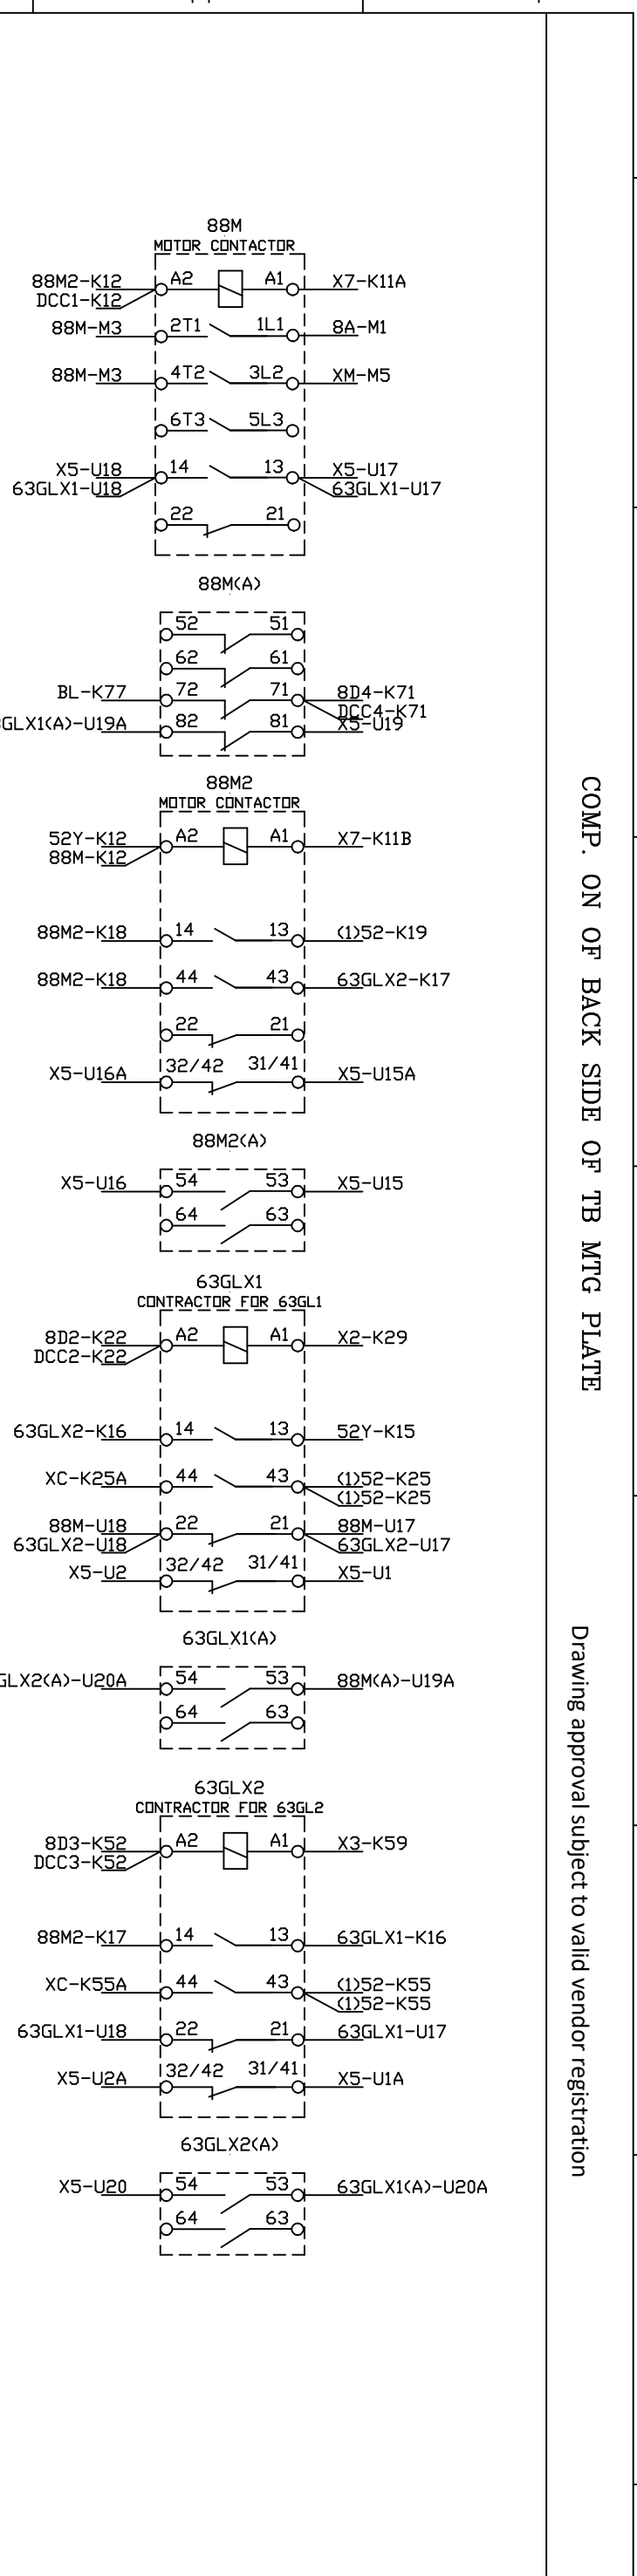 88M
MOTOR CONTACTOR
88M2-K12 A2 A1 X7-K11A
DCC1-K12
88M-M3 2T1 1L1 8A-M1
88M-M3 4T2 3L2 XM-M5
6T3 5L3
X5-U18 14 13 X5-U17
63GLX1-U18 63GLX1-U17
22 21
88M(A)
52 51
62 61
BL-K77 72 71 8D4-K71
DCC4-K71
GLX1(A)-U19A 82 81 X5-U19
88M2
MOTOR CONTACTOR
52Y-K12 A2 A1 X7-K11B
88M-K12
88M2-K18 14 13 (1)52-K19
88M2-K18 44 43 63GLX2-K17
22 21
X5-U16A 32/42 31/41 X5-U15A
88M2(A)
X5-U16 54 53 X5-U15
64 63
63GLX1
CONTRACTOR FOR 63GL1
8D2-K22 A2 A1 X2-K29
DCC2-K22
63GLX2-K16 14 13 52Y-K15
XC-K25A 44 43 (1)52-K25
(1)52-K25
88M-U18 22 21 88M-U17
63GLX2-U18 63GLX2-U17
X5-U2 32/42 31/41 X5-U1
63GLX1(A)
GLX2(A)-U20A 54 53 88M(A)-U19A
64 63
63GLX2
CONTRACTOR FOR 63GL2
8D3-K52 A2 A1 X3-K59
DCC3-K52
88M2-K17 14 13 63GLX1-K16
XC-K55A 44 43 (1)52-K55
(1)52-K55
63GLX1-U18 22 21 63GLX1-U17
X5-U2A 32/42 31/41 X5-U1A
63GLX2(A)
X5-U20 54 53 63GLX1(A)-U20A
64 63
COMP. ON OF BACK SIDE OF TB MTG PLATE
Drawing approval subject to valid vendor registration